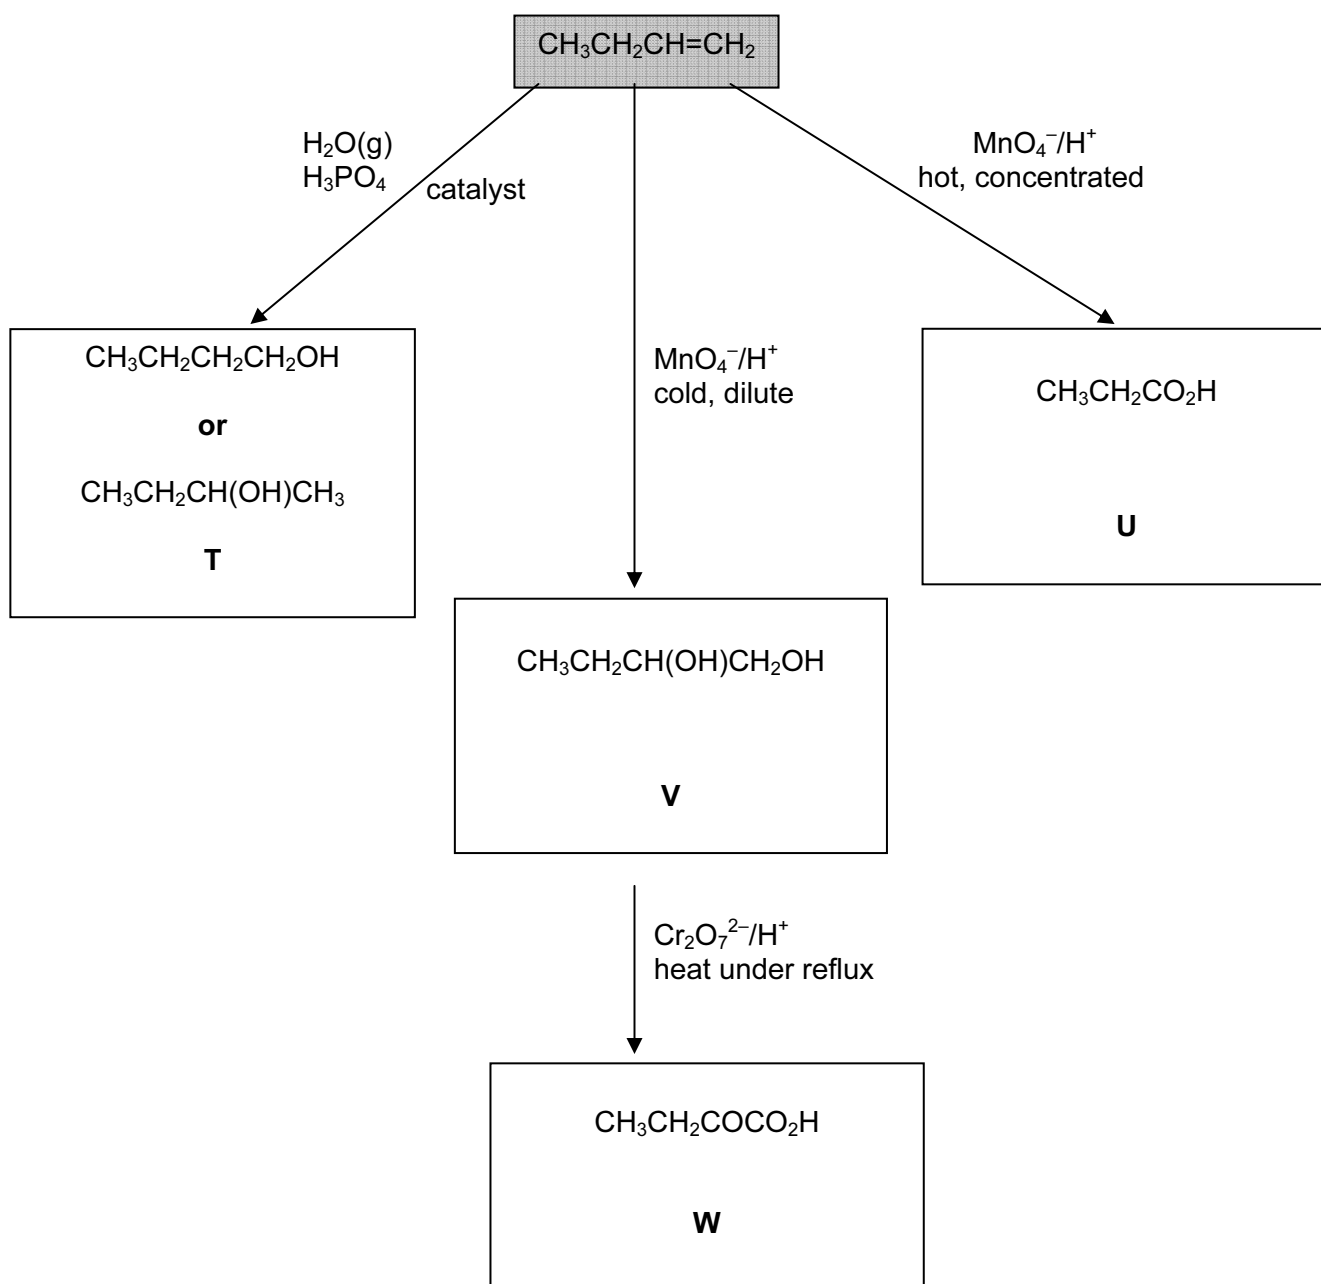 CH₃CH₂CH=CH₂
H₂O(g)
H₃PO₄
catalyst
MnO₄⁻/H⁺
hot, concentrated
CH₃CH₂CH₂CH₂OH
or
CH₃CH₂CH(OH)CH₃
T
MnO₄⁻/H⁺
cold, dilute
CH₃CH₂CO₂H
U
CH₃CH₂CH(OH)CH₂OH
V
Cr₂O₇²⁻/H⁺
heat under reflux
CH₃CH₂COCO₂H
W